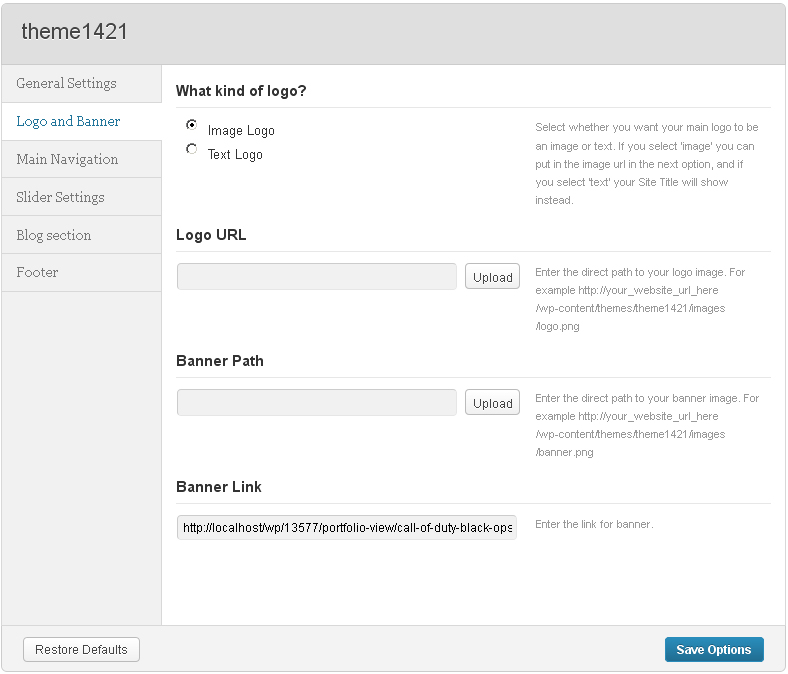 theme1421
General Settings
Logo and Banner
Main Navigation
Slider Settings
Blog section
Footer
What kind of logo?
Image Logo
Text Logo
Select whether you want your main logo to be
an image or text. If you select 'image' you can
put in the image url in the next option, and if
you select 'text' your Site Title will show
instead.
Logo URL
Upload
Enter the direct path to your logo image. For
example http://your_website_url_here
/wp-content/themes/theme1421/images
/logo.png
Banner Path
Upload
Enter the direct path to your banner image. For
example http://your_website_url_here
/wp-content/themes/theme1421/images
/banner.png
Banner Link
http://localhost/wp/13577/portfolio-view/call-of-duty-black-ops
Enter the link for banner.
Restore Defaults
Save Options